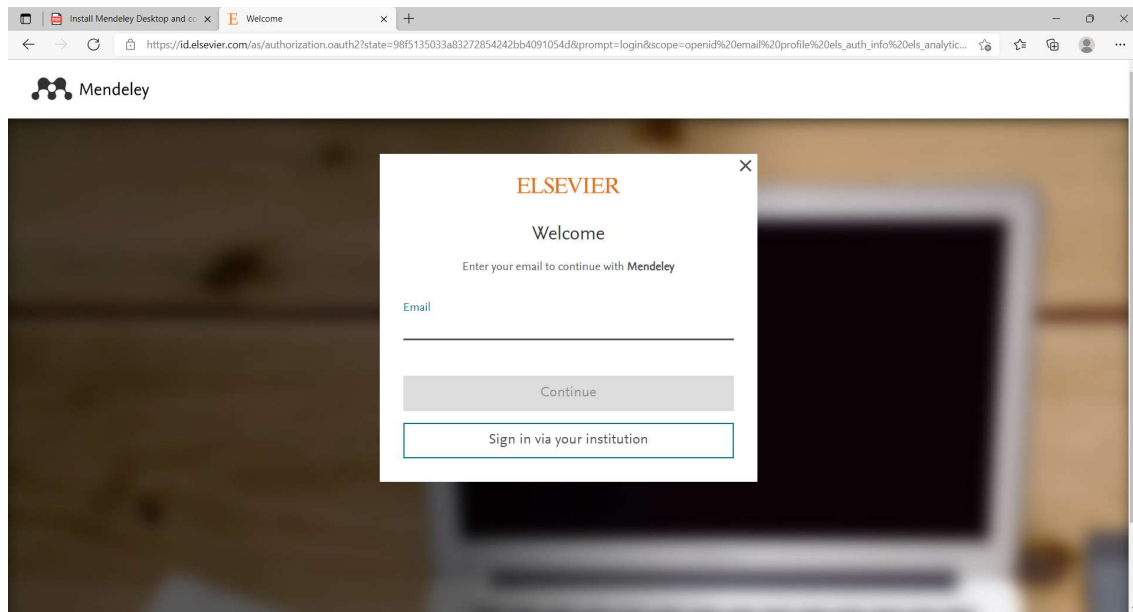 Install Mendeley Desktop and co
Welcome
https://id.elsevier.com/as/authorization.oauth2?state=98f5135033a83272854242bb4091054d&prompt=login&scope=openid%20email%20profile%20els_auth_info%20els_analytic...
Mendeley
ELSEVIER
Welcome
Enter your email to continue with Mendeley
Email
Continue
Sign in via your institution